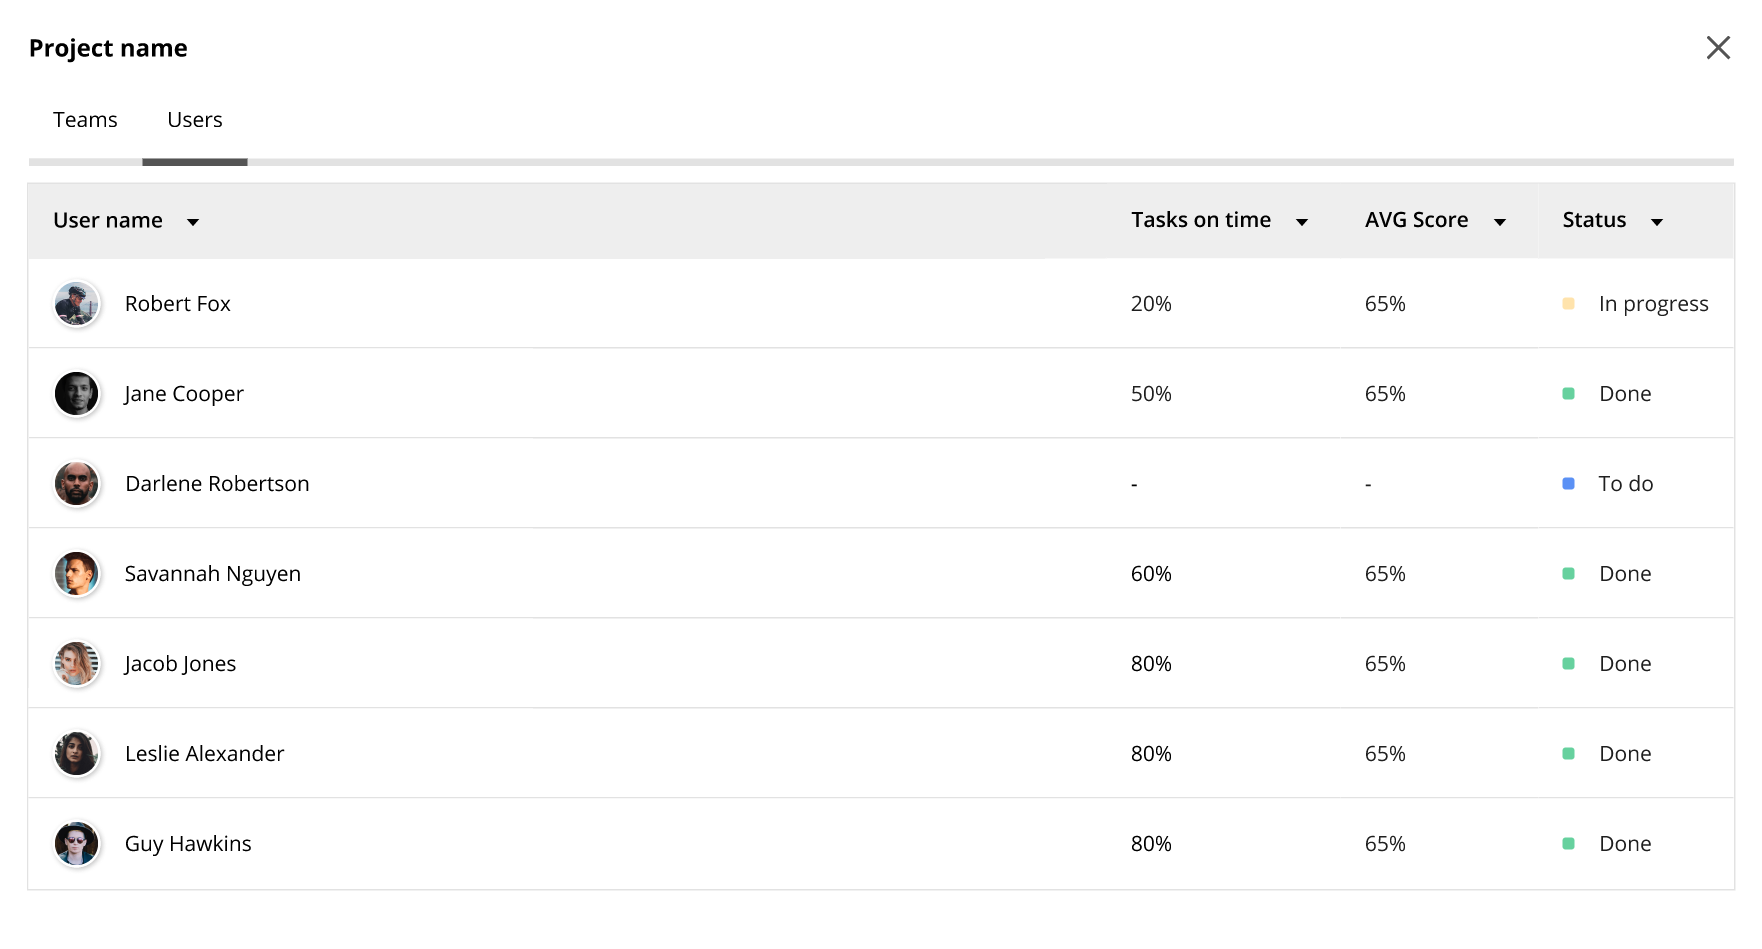 Project name
Teams Users
User name Tasks on time AVG Score Status
Robert Fox 20% 65% In progress
Jane Cooper 50% 65% Done
Darlene Robertson - - To do
Savannah Nguyen 60% 65% Done
Jacob Jones 80% 65% Done
Leslie Alexander 80% 65% Done
Guy Hawkins 80% 65% Done